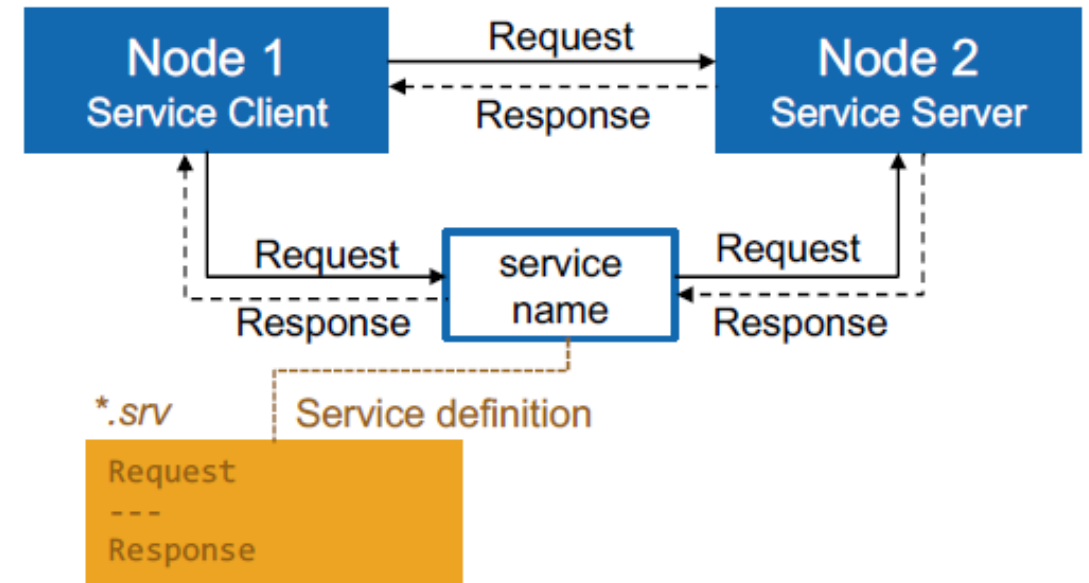 Node 1
Service Client
Request
Response
Node 2
Service Server
Request
Response
service
name
Request
Response
*.srv
Service definition
Request
---
Response